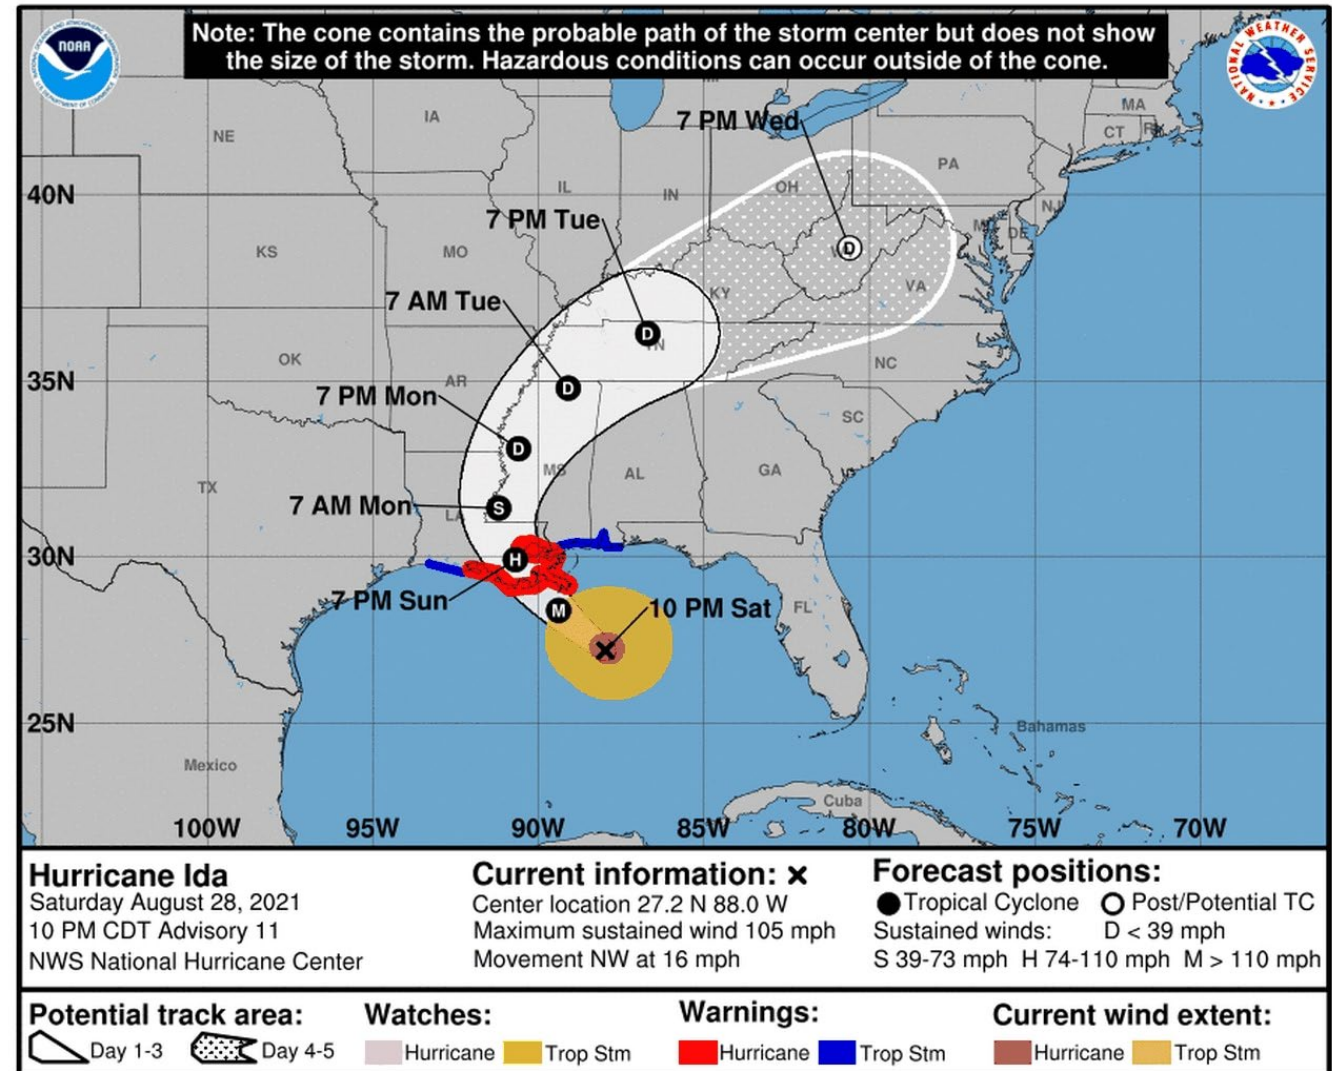 Note: The cone contains the probable path of the storm center but does not show
the size of the storm. Hazardous conditions can occur outside of the cone.
NOAA
NATIONAL WEATHER SERVICE
7 PM Wed
MA
NE
IA
CT
PA
40N
IL
IN
OH
NJ
7 PM Tue
DE
D
KS
MO
7 AM Tue
KY
VA
D
TN
OK
NC
35N
AR
D
7 PM Mon
SC
D
MS
AL
GA
TX
7 AM Mon
S
LA
30N
H
7 PM Sun
M
10 PM Sat
FL
25N
Bahamas
Mexico
Cuba
100W
95W
90W
85W
80W
75W
70W
Hurricane Ida
Saturday August 28, 2021
10 PM CDT Advisory 11
NWS National Hurricane Center
Current information: x
Center location 27.2 N 88.0 W
Maximum sustained wind 105 mph
Movement NW at 16 mph
Forecast positions:
Tropical Cyclone Post/Potential TC
Sustained winds: D < 39 mph
S 39-73 mph H 74-110 mph M > 110 mph
Potential track area:
Day 1-3 Day 4-5
Watches:
Hurricane Trop Stm
Warnings:
Hurricane Trop Stm
Current wind extent:
Hurricane Trop Stm